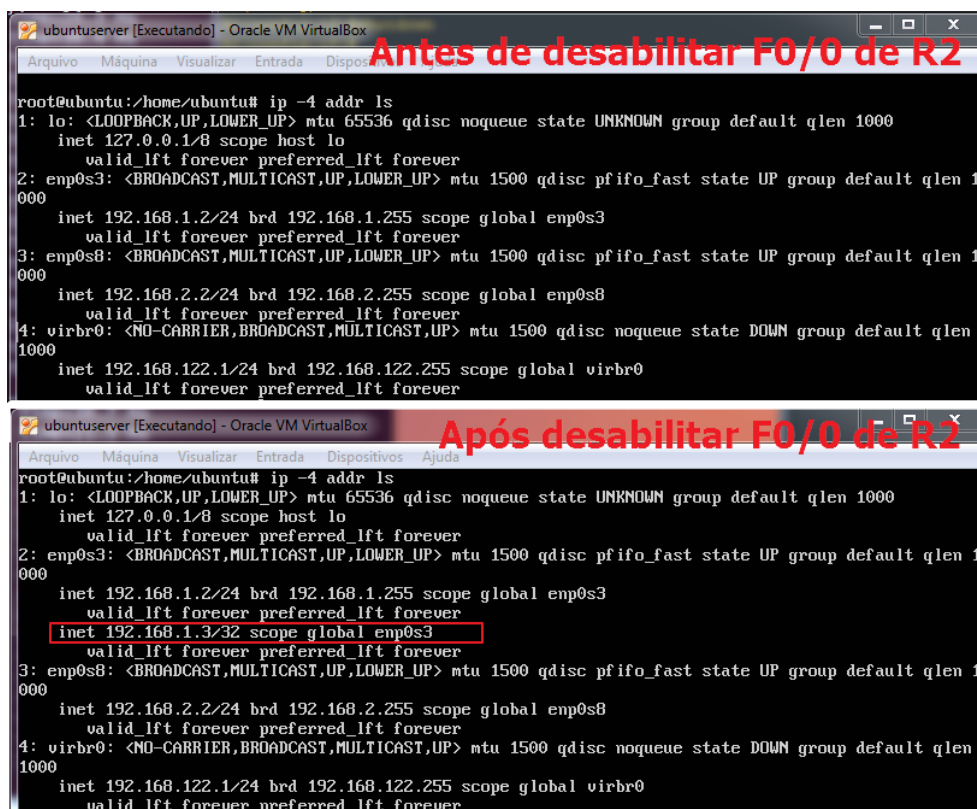 ubuntuserver [Executando] - Oracle VM VirtualBox
Antes de desabilitar F0/0 de R2
Arquivo Máquina Visualizar Entrada
root@ubuntu:/home/ubuntu# ip -4 addr ls
1: lo: <LOOPBACK,UP,LOWER_UP> mtu 65536 qdisc noqueue state UNKNOWN group default qlen 1000
inet 127.0.0.1/8 scope host lo
valid_lft forever preferred_lft forever
2: enp0s3: <BROADCAST,MULTICAST,UP,LOWER_UP> mtu 1500 qdisc pfifo_fast state UP group default qlen 1
000
inet 192.168.1.2/24 brd 192.168.1.255 scope global enp0s3
valid_lft forever preferred_lft forever
3: enp0s8: <BROADCAST,MULTICAST,UP,LOWER_UP> mtu 1500 qdisc pfifo_fast state UP group default qlen 1
000
inet 192.168.2.2/24 brd 192.168.2.255 scope global enp0s8
valid_lft forever preferred_lft forever
4: virbr0: <NO-CARRIER,BROADCAST,MULTICAST,UP> mtu 1500 qdisc noqueue state DOWN group default qlen
1000
inet 192.168.122.1/24 brd 192.168.122.255 scope global virbr0
valid_lft forever preferred_lft forever
ubuntuserver [Executando] - Oracle VM VirtualBox
Após desabilitar F0/0 de R2
Arquivo Máquina Visualizar Entrada Dispositivos Ajuda
root@ubuntu:/home/ubuntu# ip -4 addr ls
1: lo: <LOOPBACK,UP,LOWER_UP> mtu 65536 qdisc noqueue state UNKNOWN group default qlen 1000
inet 127.0.0.1/8 scope host lo
valid_lft forever preferred_lft forever
2: enp0s3: <BROADCAST,MULTICAST,UP,LOWER_UP> mtu 1500 qdisc pfifo_fast state UP group default qlen 1
000
inet 192.168.1.2/24 brd 192.168.1.255 scope global enp0s3
valid_lft forever preferred_lft forever
inet 192.168.1.3/32 scope global enp0s3
valid_lft forever preferred_lft forever
3: enp0s8: <BROADCAST,MULTICAST,UP,LOWER_UP> mtu 1500 qdisc pfifo_fast state UP group default qlen 1
000
inet 192.168.2.2/24 brd 192.168.2.255 scope global enp0s8
valid_lft forever preferred_lft forever
4: virbr0: <NO-CARRIER,BROADCAST,MULTICAST,UP> mtu 1500 qdisc noqueue state DOWN group default qlen
1000
inet 192.168.122.1/24 brd 192.168.122.255 scope global virbr0
valid_lft forever preferred_lft forever